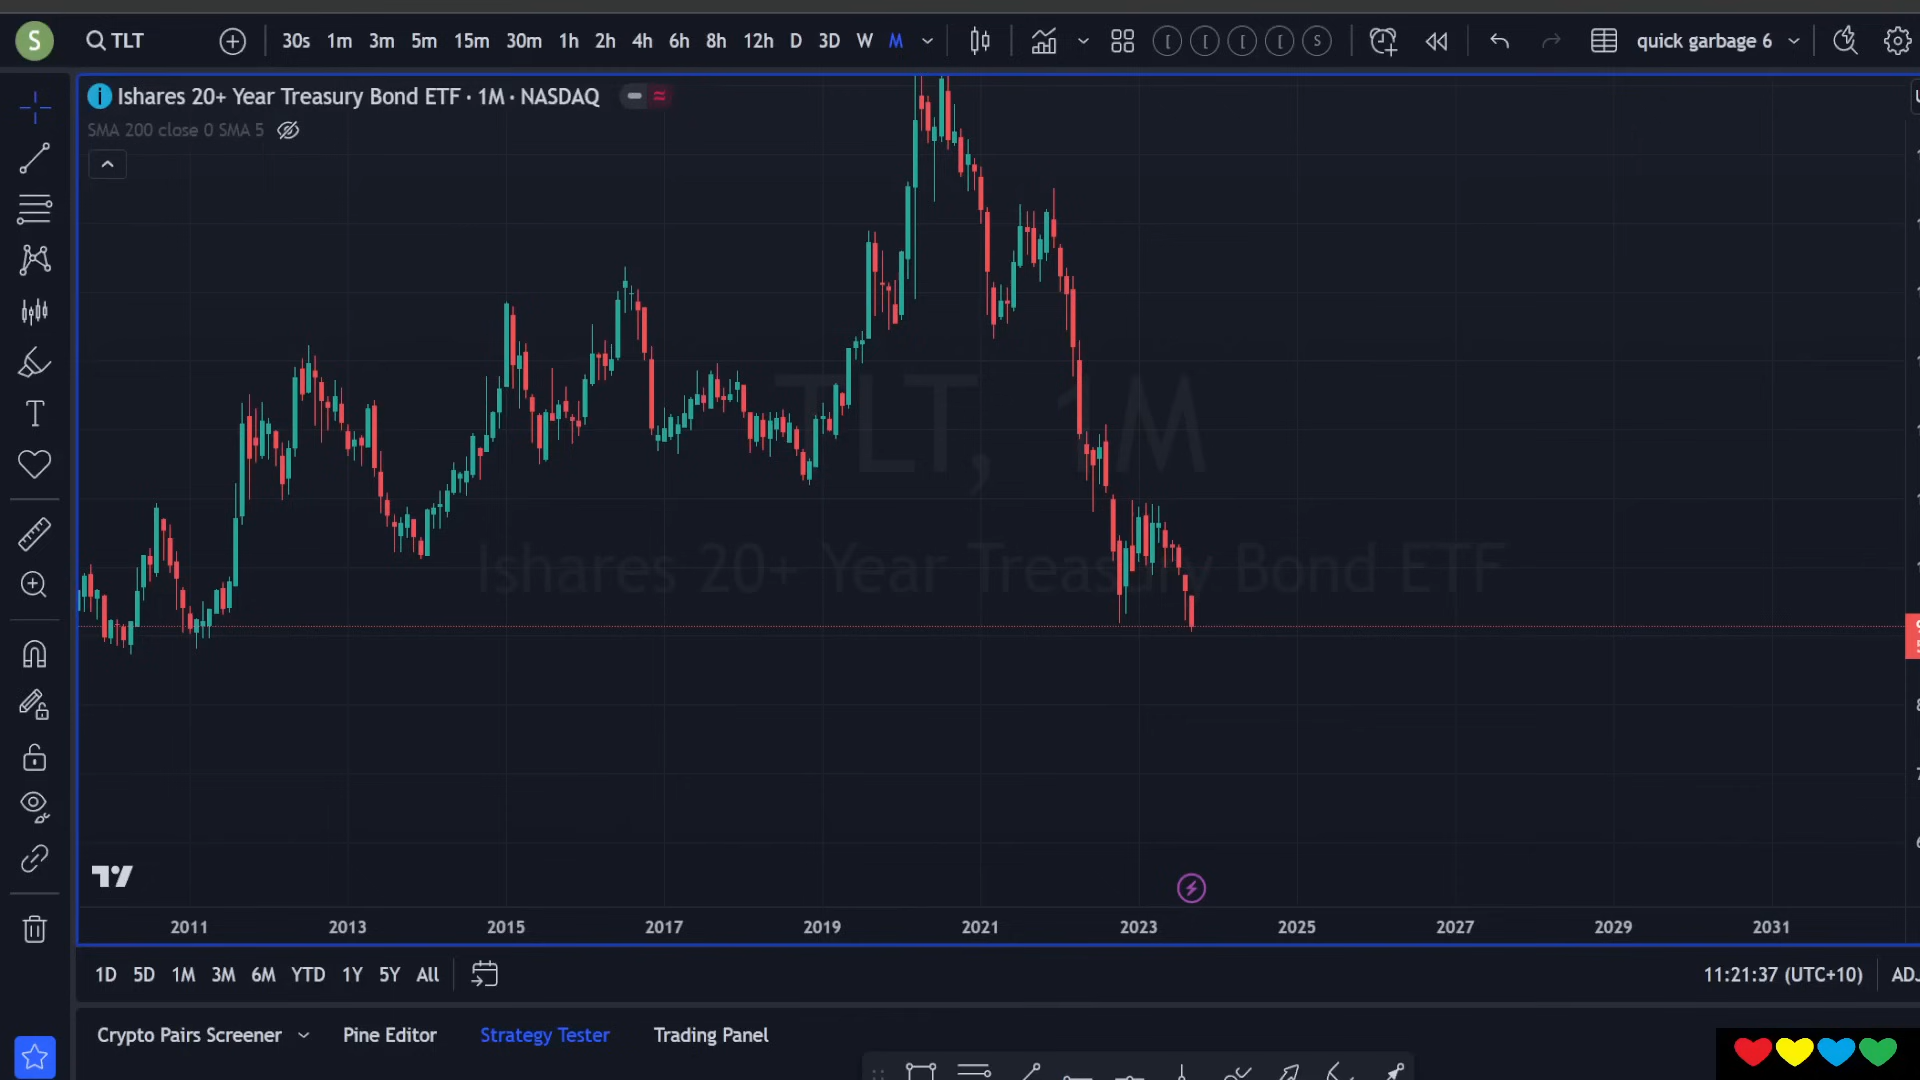 S TLT 30s 1m 3m 5m 15m 30m 1h 2h 4h 6h 8h 12h D 3D W M S quick garbage 6
Ishares 20+ Year Treasury Bond ETF · 1M · NASDAQ
SMA 200 close 0 SMA 5
TLT, 1M
Ishares 20+ Year Treasury Bond ETF
2011 2013 2015 2017 2019 2021 2023 2025 2027 2029 2031
1D 5D 1M 3M 6M YTD 1Y 5Y All 11:21:37 (UTC+10)
Crypto Pairs Screener Pine Editor Strategy Tester Trading Panel